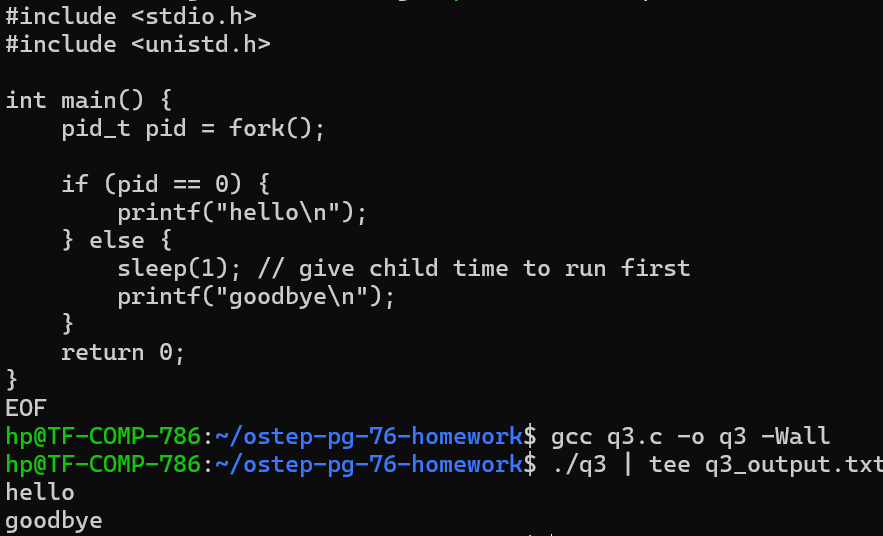 #include <stdio.h>
#include <unistd.h>
int main() {
    pid_t pid = fork();
    if (pid == 0) {
        printf("hello\n");
    } else {
        sleep(1); // give child time to run first
        printf("goodbye\n");
    }
    return 0;
}
EOF
hp@TF-COMP-786:~/ostep-pg-76-homework$ gcc q3.c -o q3 -Wall
hp@TF-COMP-786:~/ostep-pg-76-homework$ ./q3 | tee q3_output.txt
hello
goodbye